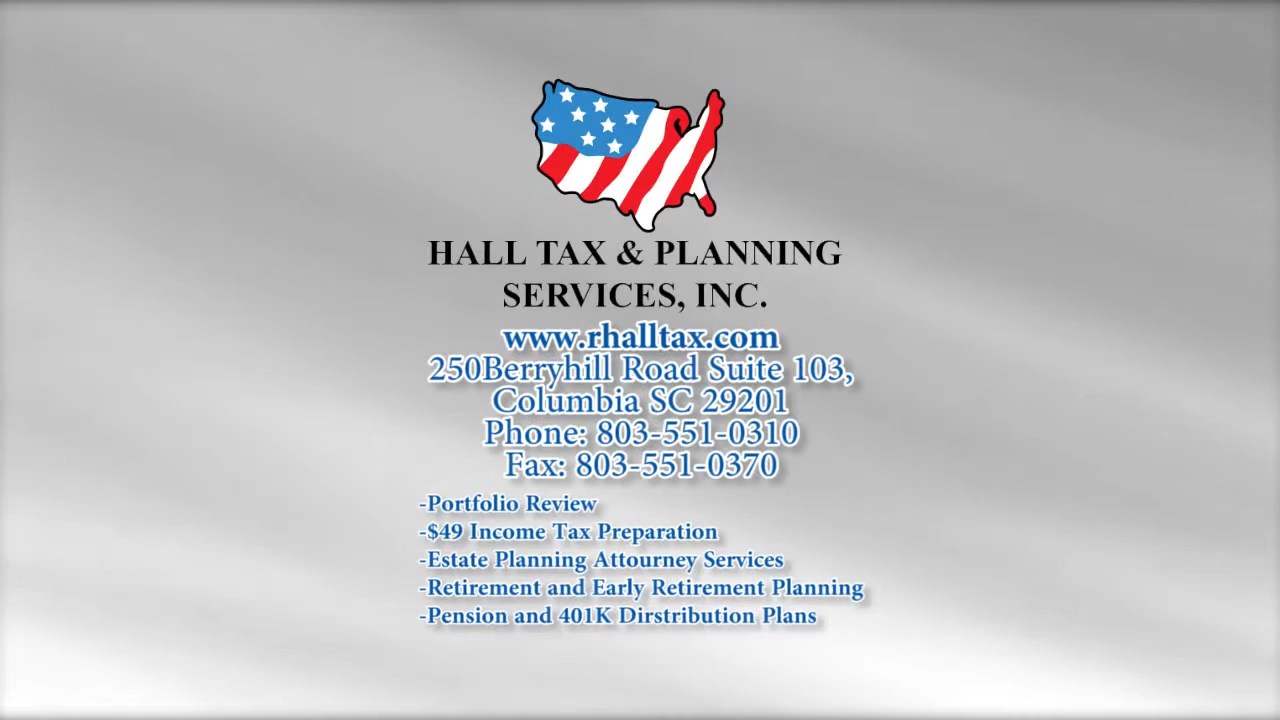 HALL TAX & PLANNING
SERVICES, INC.
www.rhalltax.com
250Berryhill Road Suite 103,
Columbia SC 29201
Phone: 803-551-0310
Fax: 803-551-0370
-Portfolio Review
-$49 Income Tax Preparation
-Estate Planning Attourney Services
-Retirement and Early Retirement Planning
-Pension and 401K Dirstribution Plans